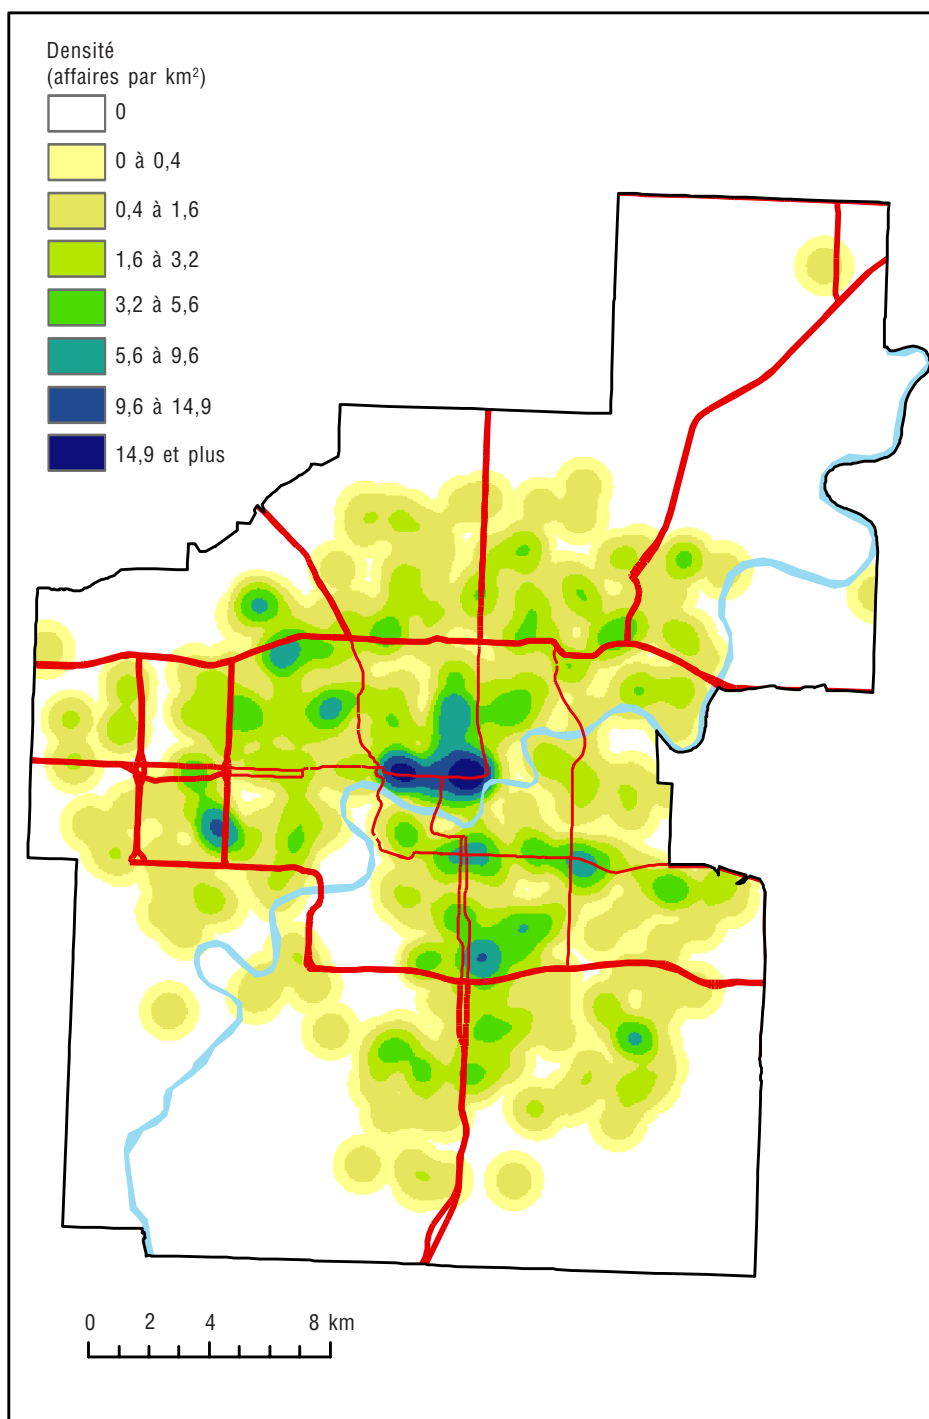 Densité
(affaires par km²)
0
0 à 0,4
0,4 à 1,6
1,6 à 3,2
3,2 à 5,6
5,6 à 9,6
9,6 à 14,9
14,9 et plus
0 2 4 8 km